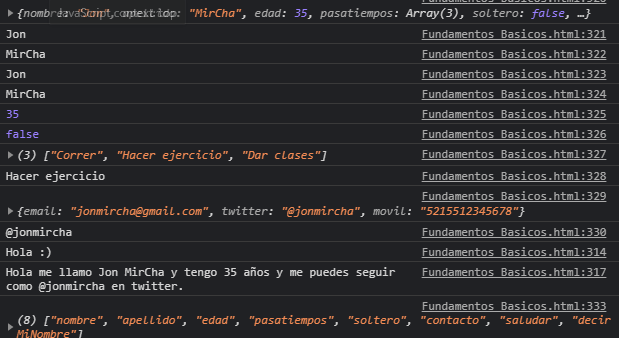 {nombre: "Jon", apellido: "MirCha", edad: 35, pasatiempos: Array(3), soltero: false, …}
Jon Fundamentos Basicos.html:321
MirCha Fundamentos Basicos.html:322
Jon Fundamentos Basicos.html:323
MirCha Fundamentos Basicos.html:324
35 Fundamentos Basicos.html:325
false Fundamentos Basicos.html:326
(3) ["Correr", "Hacer ejercicio", "Dar clases"] Fundamentos Basicos.html:327
Hacer ejercicio Fundamentos Basicos.html:328
Fundamentos Basicos.html:329
{email: "jonmircha@gmail.com", twitter: "@jonmircha", movil: "5215512345678"}
@jonmircha Fundamentos Basicos.html:330
Hola :) Fundamentos Basicos.html:314
Hola me llamo Jon MirCha y tengo 35 años y me puedes seguir Fundamentos Basicos.html:317
como @jonmircha en twitter.
Fundamentos Basicos.html:333
(8) ["nombre", "apellido", "edad", "pasatiempos", "soltero", "contacto", "saludar", "decir
MiNombre"]